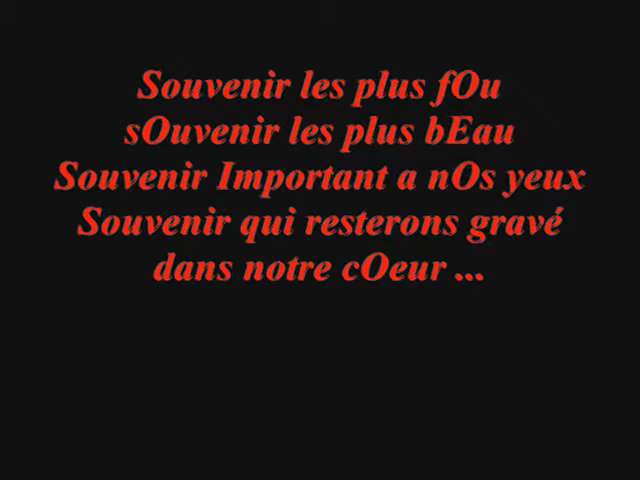 Souvenir les plus fOu
sOuvenir les plus bEau
Souvenir Important a nOs yeux
Souvenir qui resterons gravé
dans notre cOeur ...